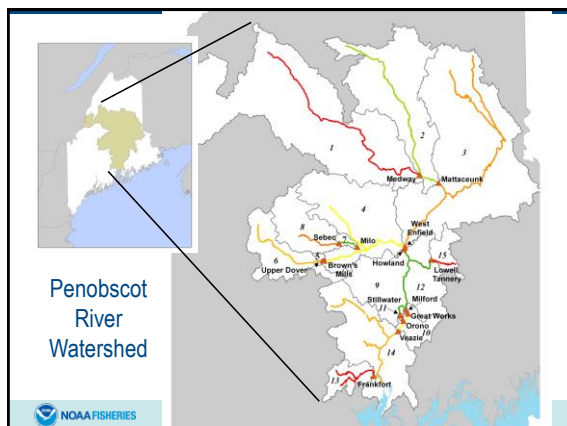 1
2
3
Medway
Mattaceunk
4
West
Enfield
8
Sebec
7
Milo
6
5
Upper Dover
Brown's
Mills
Howland
15
Lowell
Tannery
9
12
Stillwater
Milford
11
Great Works
Orono
10
Veazie
14
13
Frankfort
Penobscot
River
Watershed
NOAA FISHERIES